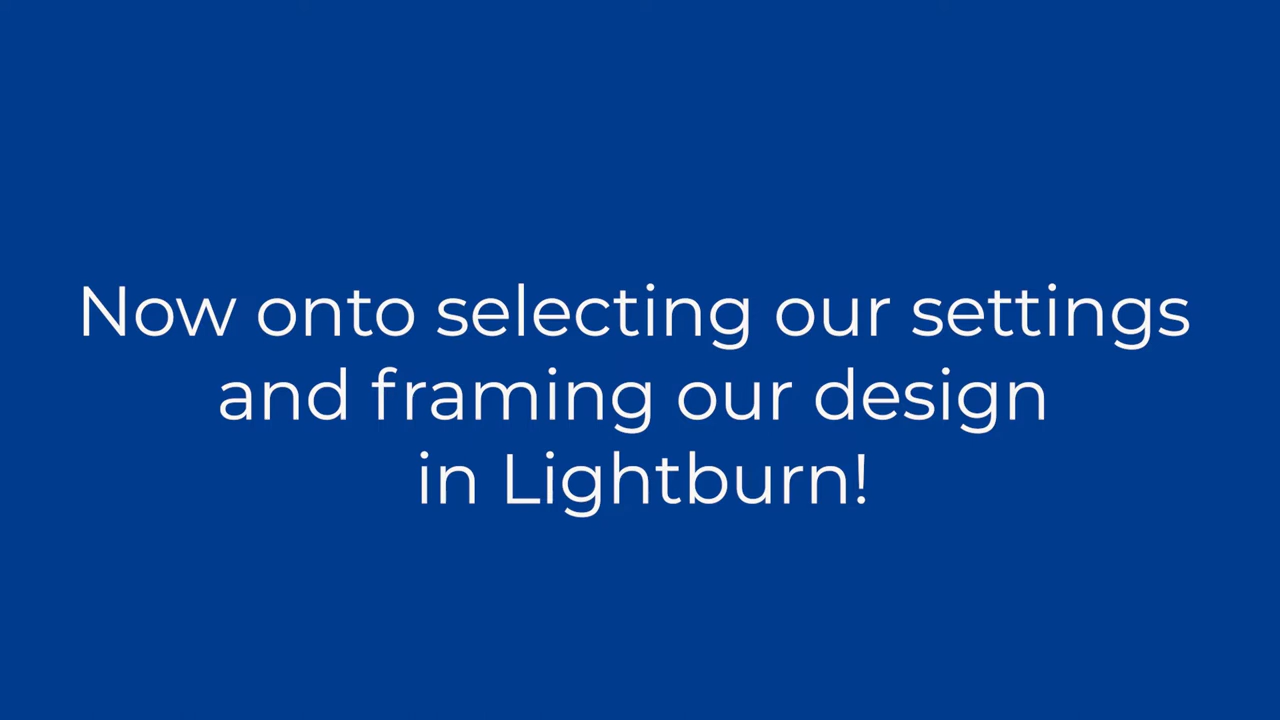 Now onto selecting our settings
and framing our design
in Lightburn!